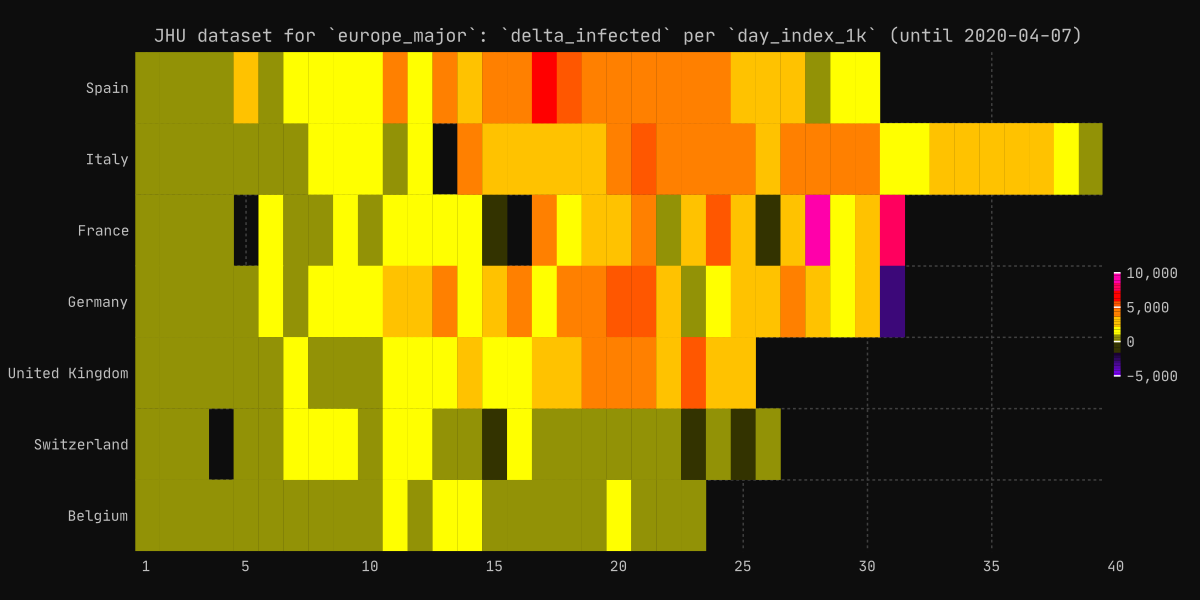 JHU dataset for `europe_major`: `delta_infected` per `day_index_1k` (until 2020-04-07)
Spain
Italy
France
Germany
United Kingdom
Switzerland
Belgium
10,000
5,000
0
−5,000
1 5 10 15 20 25 30 35 40